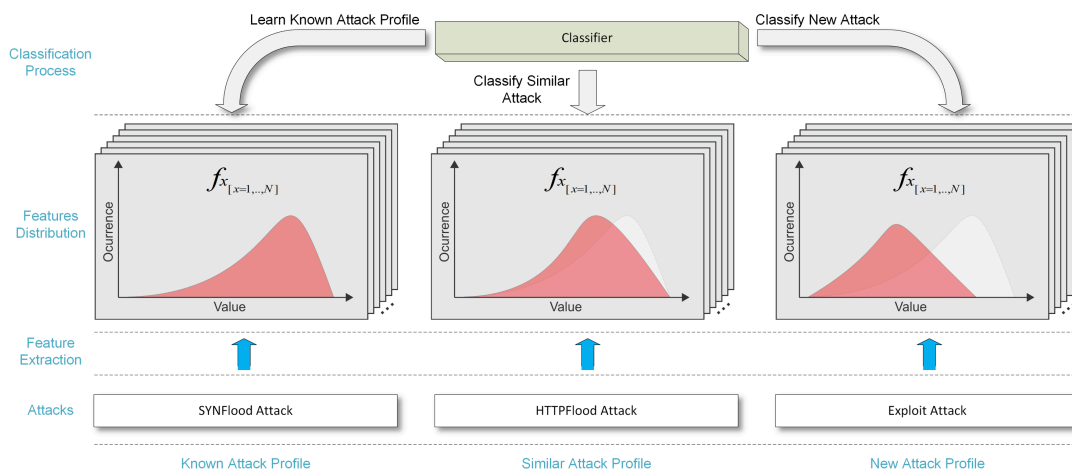 Learn Known Attack Profile
Classifier
Classify New Attack
Classification
Process
Classify Similar
Attack
f x [x=1,..,N]
f x [x=1,..,N]
f x [x=1,..,N]
Features
Distribution
Ocurrence
Ocurrence
Ocurrence
Value
Value
Value
Feature
Extraction
Attacks
SYNFlood Attack
HTTPFlood Attack
Exploit Attack
Known Attack Profile
Similar Attack Profile
New Attack Profile